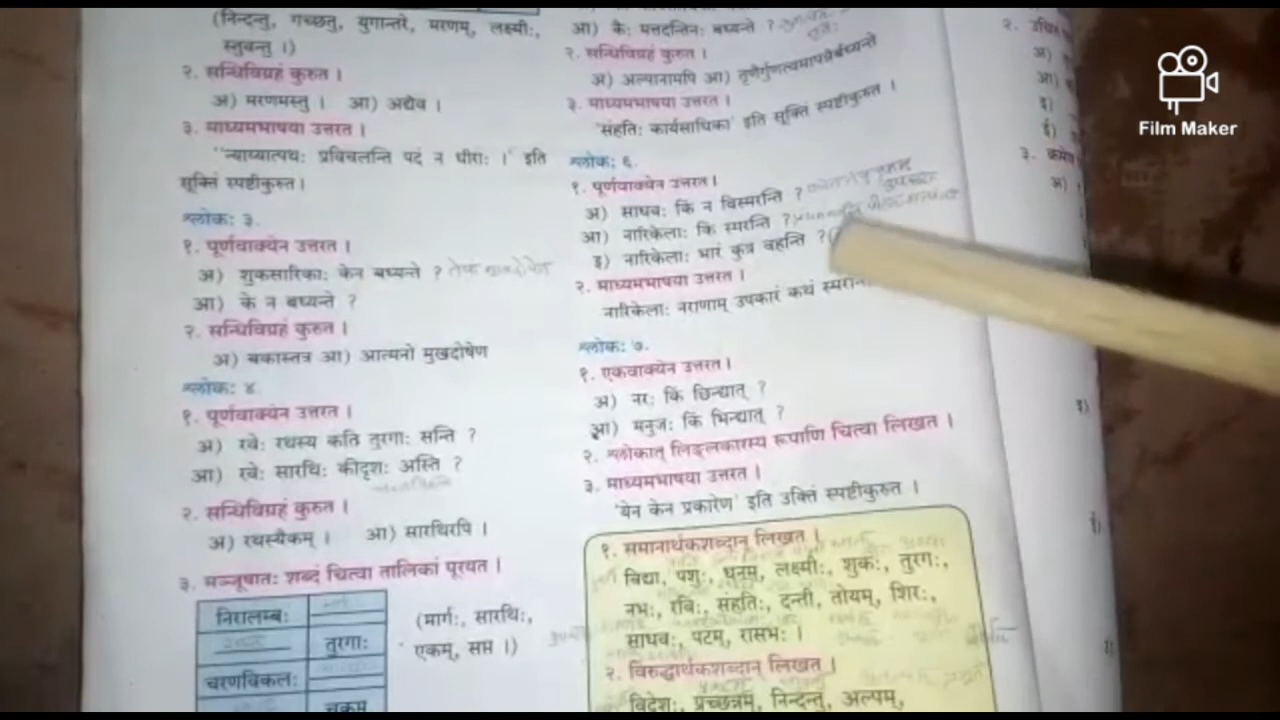 (निन्दन्तु, गच्छतु, युगान्तरे, मरणम्, लक्ष्मीः,
स्तुवन्तु ।)
२. सन्धिविग्रहं कुरुत ।
अ) मरणमस्तु । आ) अद्यैव ।
३. माध्यमभाषया उत्तरत ।
''न्याय्यात्पथः प्रविचलन्ति पदं न धीराः ।' इति
सूक्तिं स्पष्टीकुरुत ।
श्लोकः ३.
१. पूर्णवाक्येन उत्तरत ।
अ) शुकसारिकाः केन बध्यन्ते ?
आ) के न बध्यन्ते ?
२. सन्धिविग्रहं कुरुत ।
अ) बकास्तत्र आ) आत्मनो मुखदोषेण
श्लोकः ४.
१. पूर्णवाक्येन उत्तरत ।
अ) रवेः रथस्य कति तुरगाः सन्ति ?
आ) रवेः सारथिः कीदृशः अस्ति ?
२. सन्धिविग्रहं कुरुत ।
अ) रथस्यैकम् । आ) सारथिरपि ।
३. मञ्जूषातः शब्दं चित्वा तालिकां पूरयत ।
निरालम्बः
तुरगाः
चरणविकलः
चक्रम्
(मार्गः, सारथिः,
एकम्, सप्त ।)
आ) कैः मत्तदन्तिनः बध्यन्ते ?
२. सन्धिविग्रहं कुरुत ।
अ) अल्पानामपि आ) तृणैर्गुणत्वमापन्नैर्बध्यन्ते
३. माध्यमभाषया उत्तरत ।
'संहतिः कार्यसाधिका' इति सूक्तिं स्पष्टीकुरुत ।
श्लोकः ६.
१. पूर्णवाक्येन उत्तरत ।
अ) साधवः किं न विस्मरन्ति ?
आ) नारिकेलाः किं स्मरन्ति ?
इ) नारिकेलाः भारं कुत्र वहन्ति ?
२. माध्यमभाषया उत्तरत ।
नारिकेलाः नराणाम् उपकारं कथं
श्लोकः ७.
१. एकवाक्येन उत्तरत ।
अ) नरः किं छिन्द्यात् ?
आ) मनुजः किं भिन्द्यात् ?
२. श्लोकात् लिङ्लकारस्य रूपाणि चित्वा लिखत ।
३. माध्यमभाषया उत्तरत ।
'येन केन प्रकारेण' इति उक्तिं स्पष्टीकुरुत ।
१. समानार्थकशब्दान् लिखत ।
विद्या, पशुः, धनम्, लक्ष्मीः, शुकः, तुरगः,
नभः, रविः, संहतिः, दन्ती, तोयम्, शिरः,
साधवः, पटम्, रासभः ।
२. विरुद्धार्थकशब्दान् लिखत ।
विदेशः, प्रच्छन्नम्, निन्दन्तु, अल्पम्,
Film Maker